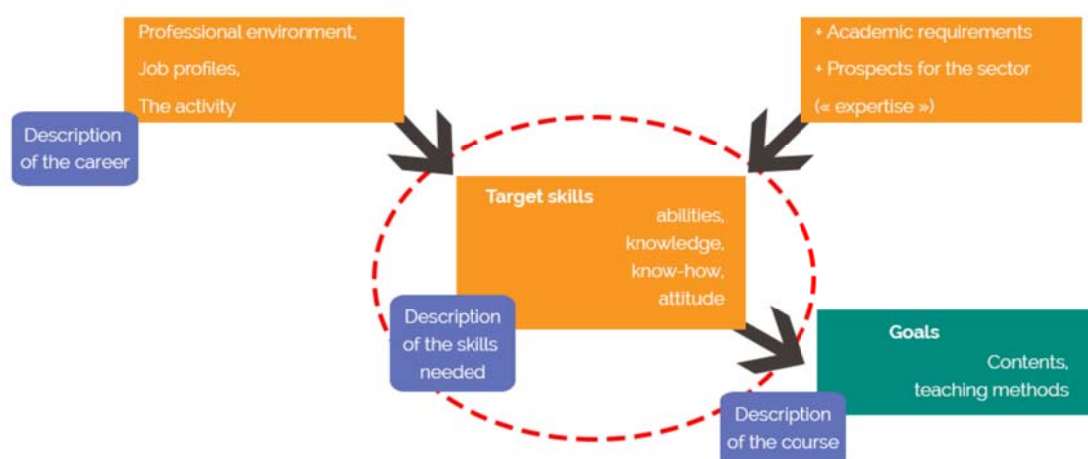 Professional environment,
Job profiles,
The activity
Description
of the career
+ Academic requirements
+ Prospects for the sector
(« expertise »)
Target skills
abilities,
knowledge,
know-how,
attitude
Description
of the skills
needed
Goals
Contents,
teaching methods
Description
of the course